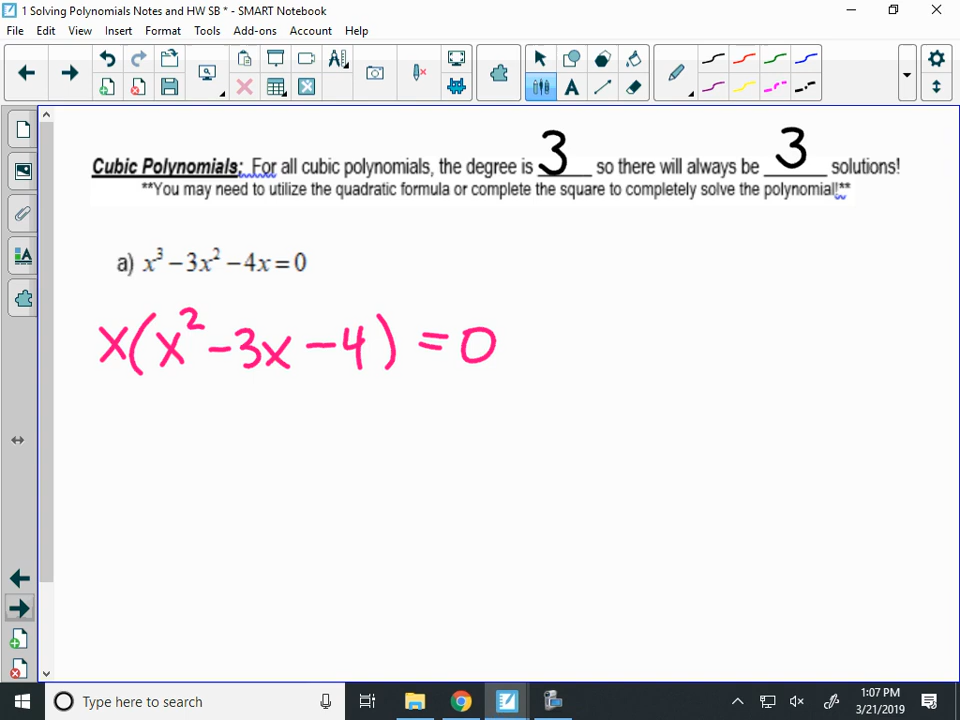 1 Solving Polynomials Notes and HW SB * - SMART Notebook
File Edit View Insert Format Tools Add-ons Account Help
Cubic Polynomials: For all cubic polynomials, the degree is 3 so there will always be 3 solutions!
**You may need to utilize the quadratic formula or complete the square to completely solve the polynomial!**
a) x³ − 3x² − 4x = 0
x(x² − 3x − 4) = 0
Type here to search
1:07 PM
3/21/2019